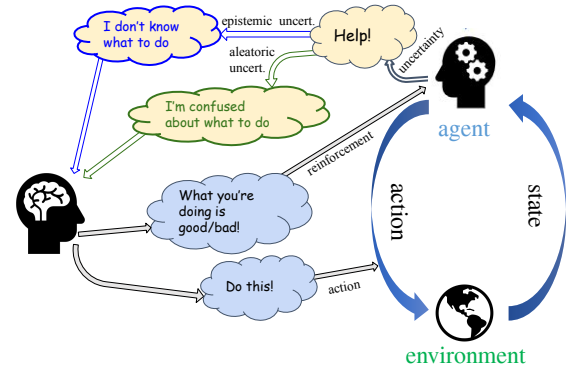 I don't know
what to do
epistemic uncert.
Help!
aleatoric
uncert.
uncertainty
I'm confused
about what to do
agent
reinforcement
What you're
doing is
good/bad!
action
state
Do this!
action
environment